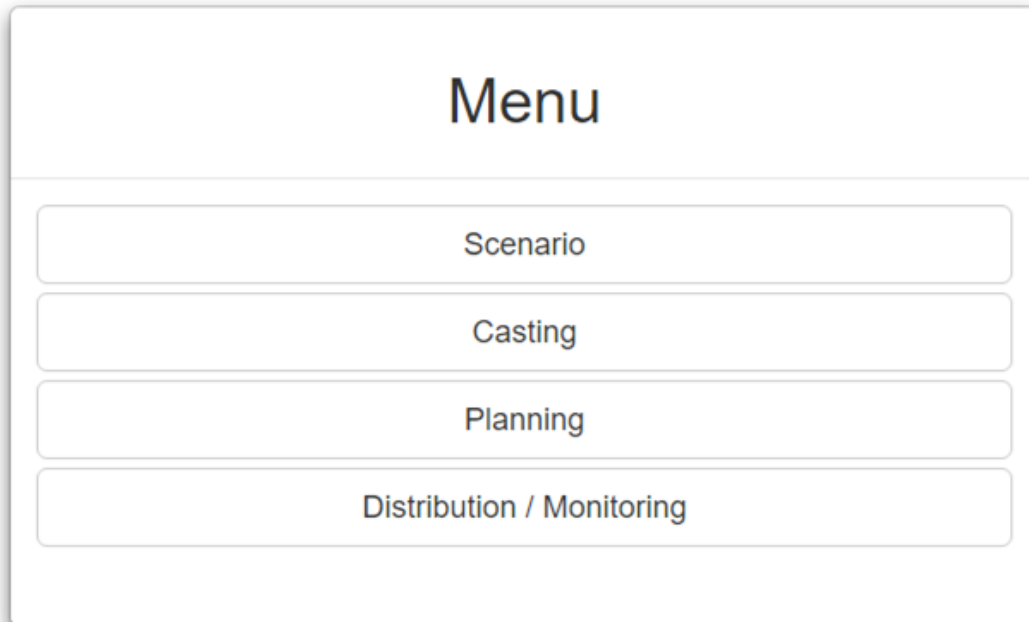 Menu
Scenario
Casting
Planning
Distribution / Monitoring